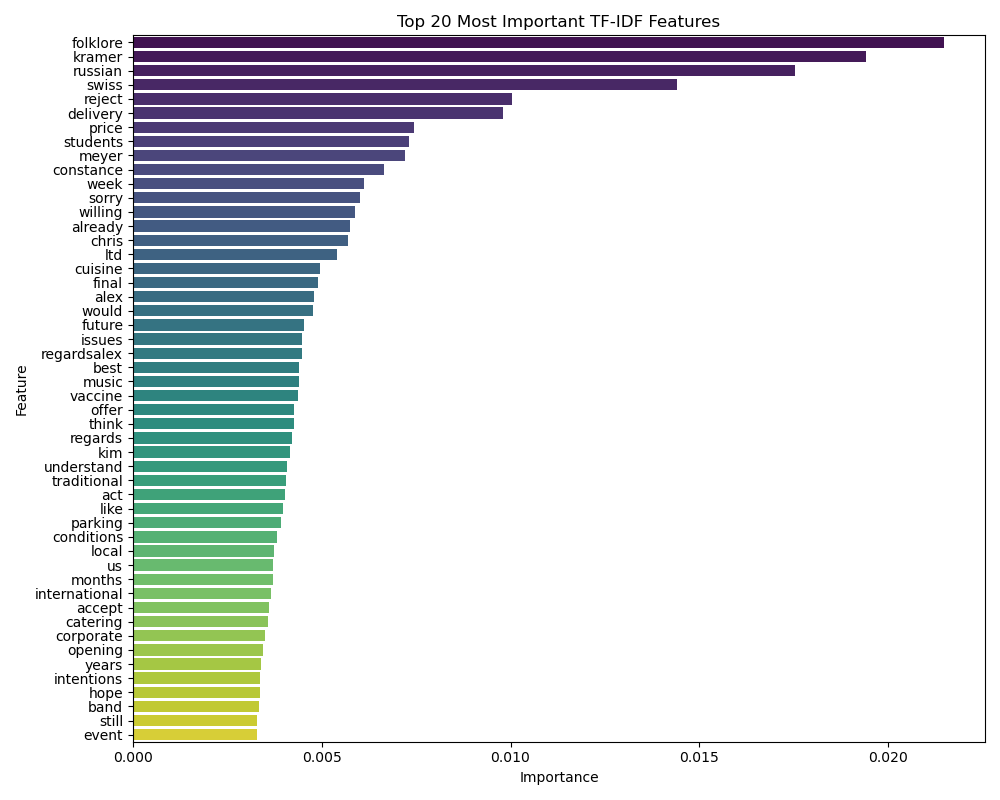 Top 20 Most Important TF-IDF Features
folklore
kramer
russian
swiss
reject
delivery
price
students
meyer
constance
week
sorry
willing
already
chris
ltd
cuisine
final
alex
would
future
issues
regardsalex
best
music
vaccine
offer
think
regards
kim
understand
traditional
act
like
parking
conditions
local
us
months
international
accept
catering
corporate
opening
years
intentions
hope
band
still
event
Feature
0.000 0.005 0.010 0.015 0.020
Importance